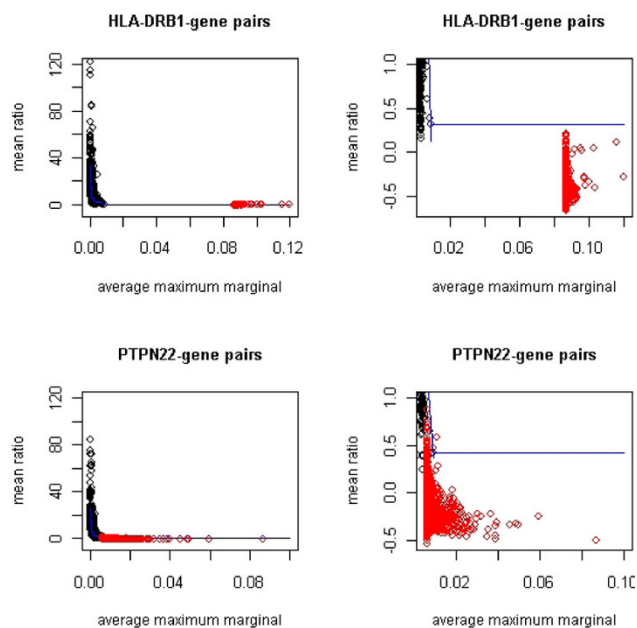 HLA-DRB1-gene pairs
mean ratio
0 40 80 120
0.00 0.04 0.08 0.12
average maximum marginal
HLA-DRB1-gene pairs
mean ratio
-0.5 0.0 0.5 1.0
0.02 0.06 0.10
average maximum marginal
PTPN22-gene pairs
mean ratio
0 40 80 120
0.00 0.04 0.08
average maximum marginal
PTPN22-gene pairs
mean ratio
-0.5 0.0 0.5 1.0
0.02 0.06 0.10
average maximum marginal